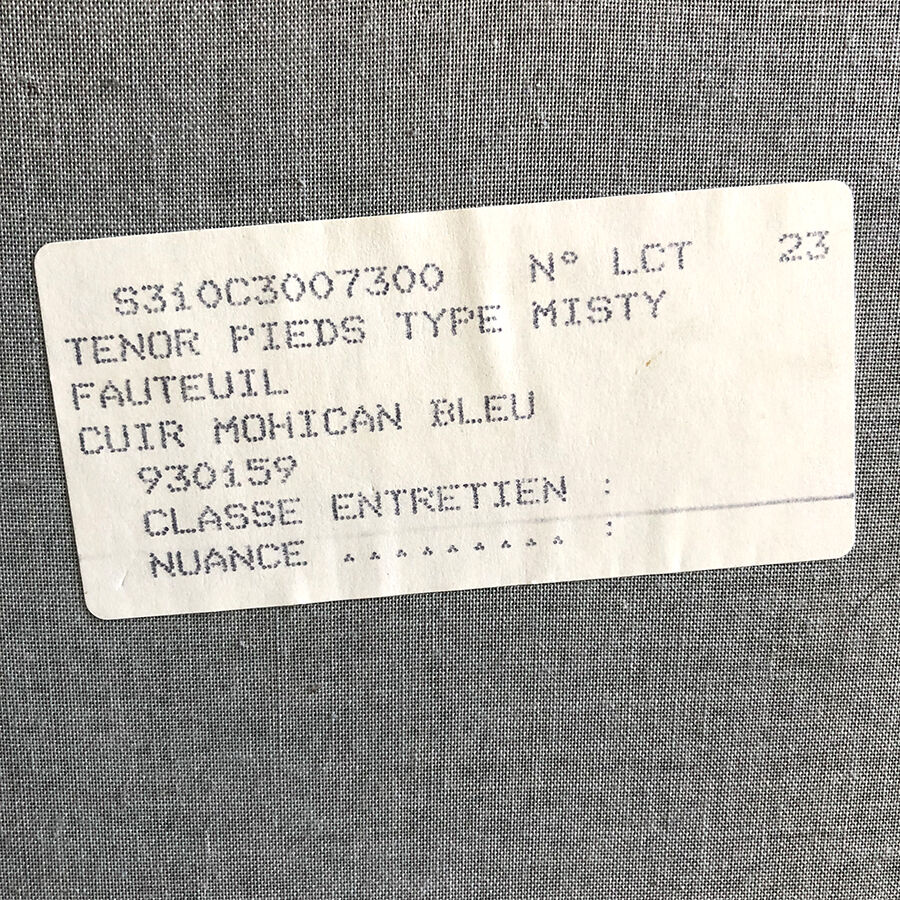 S310C3007300 N° LCT 23
TENOR PIEDS TYPE MISTY
FAUTEUIL
CUIR MOHICAN BLEU
930159
CLASSE ENTRETIEN :
NUANCE ......... :